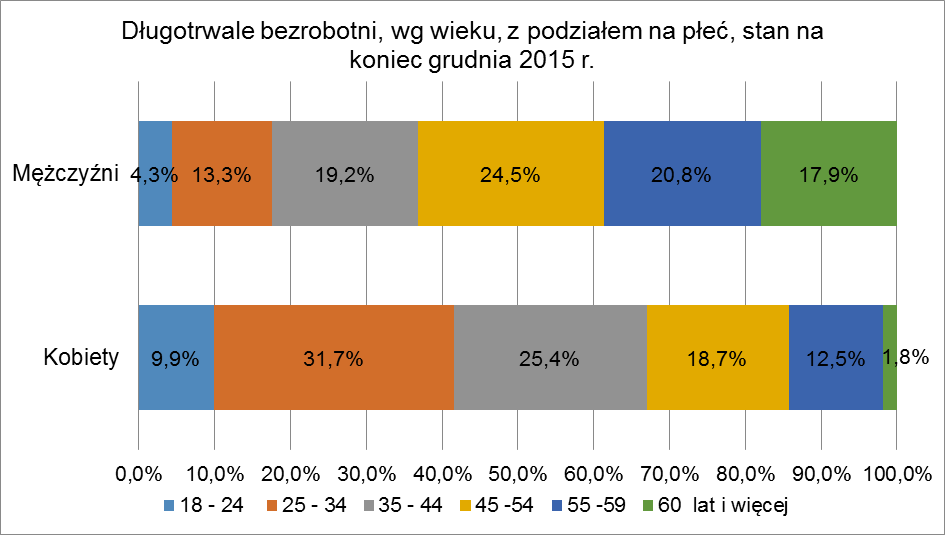 Długotrwale bezrobotni, wg wieku, z podziałem na płeć, stan na
koniec grudnia 2015 r.
Mężczyźni 4,3% 13,3% 19,2% 24,5% 20,8% 17,9%
Kobiety 9,9% 31,7% 25,4% 18,7% 12,5% 1,8%
0,0% 10,0% 20,0% 30,0% 40,0% 50,0% 60,0% 70,0% 80,0% 90,0% 100,0%
18 - 24 25 - 34 35 - 44 45 -54 55 -59 60 lat i więcej